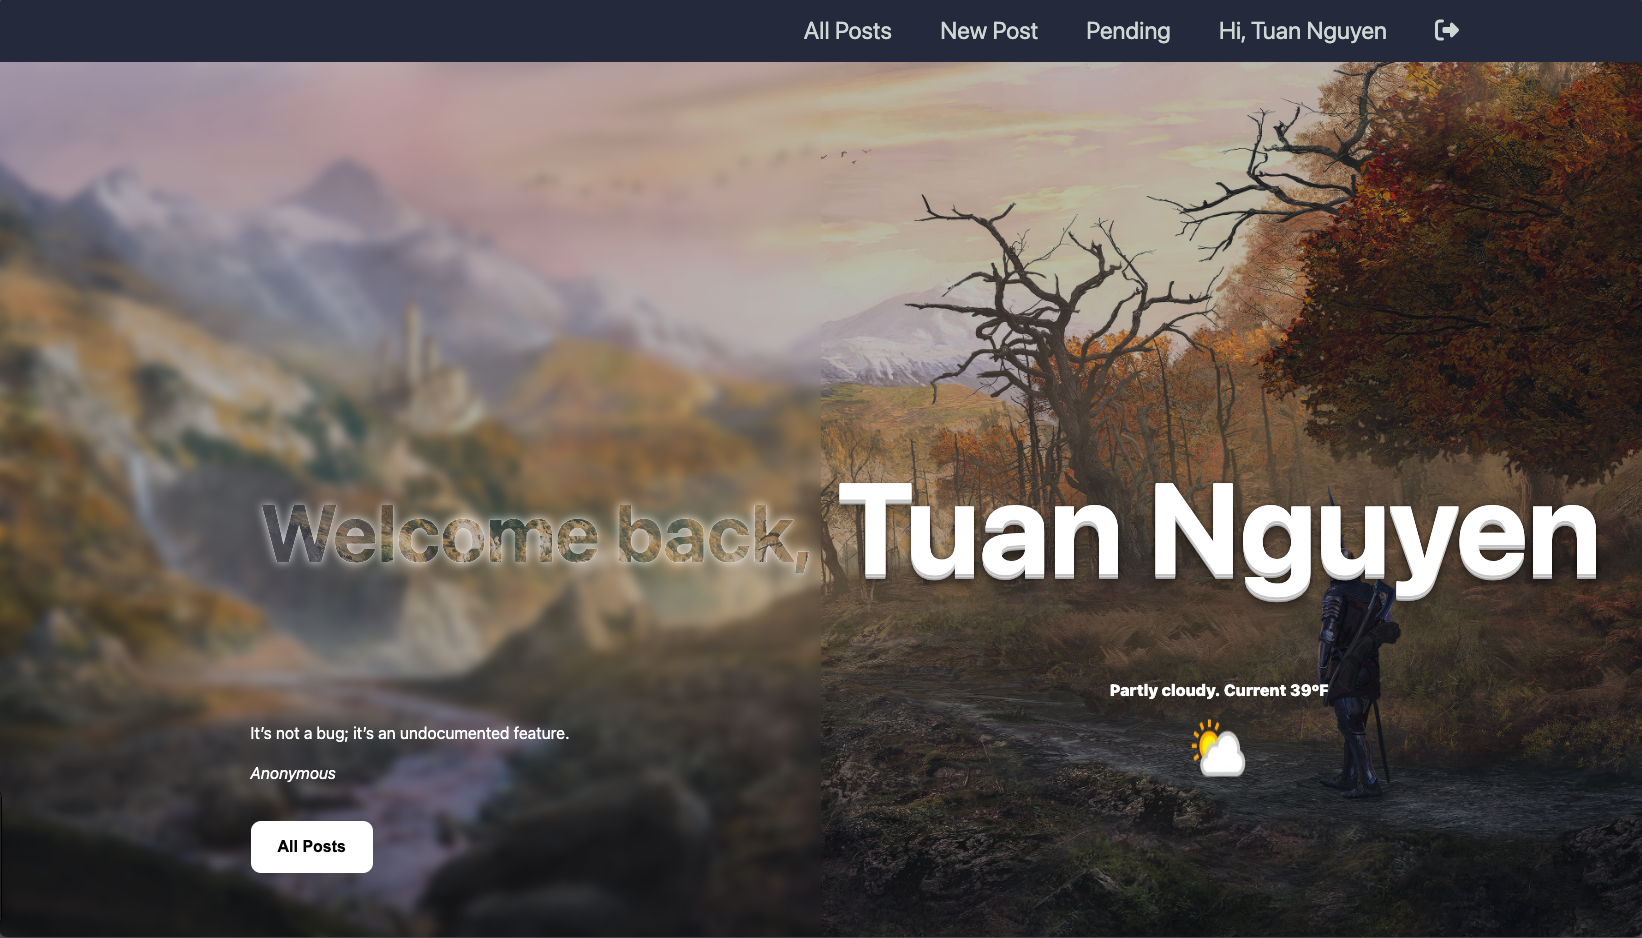 All Posts New Post Pending Hi, Tuan Nguyen
Welcome back, Tuan Nguyen
Partly cloudy. Current 39°F
It’s not a bug; it’s an undocumented feature.
Anonymous
All Posts